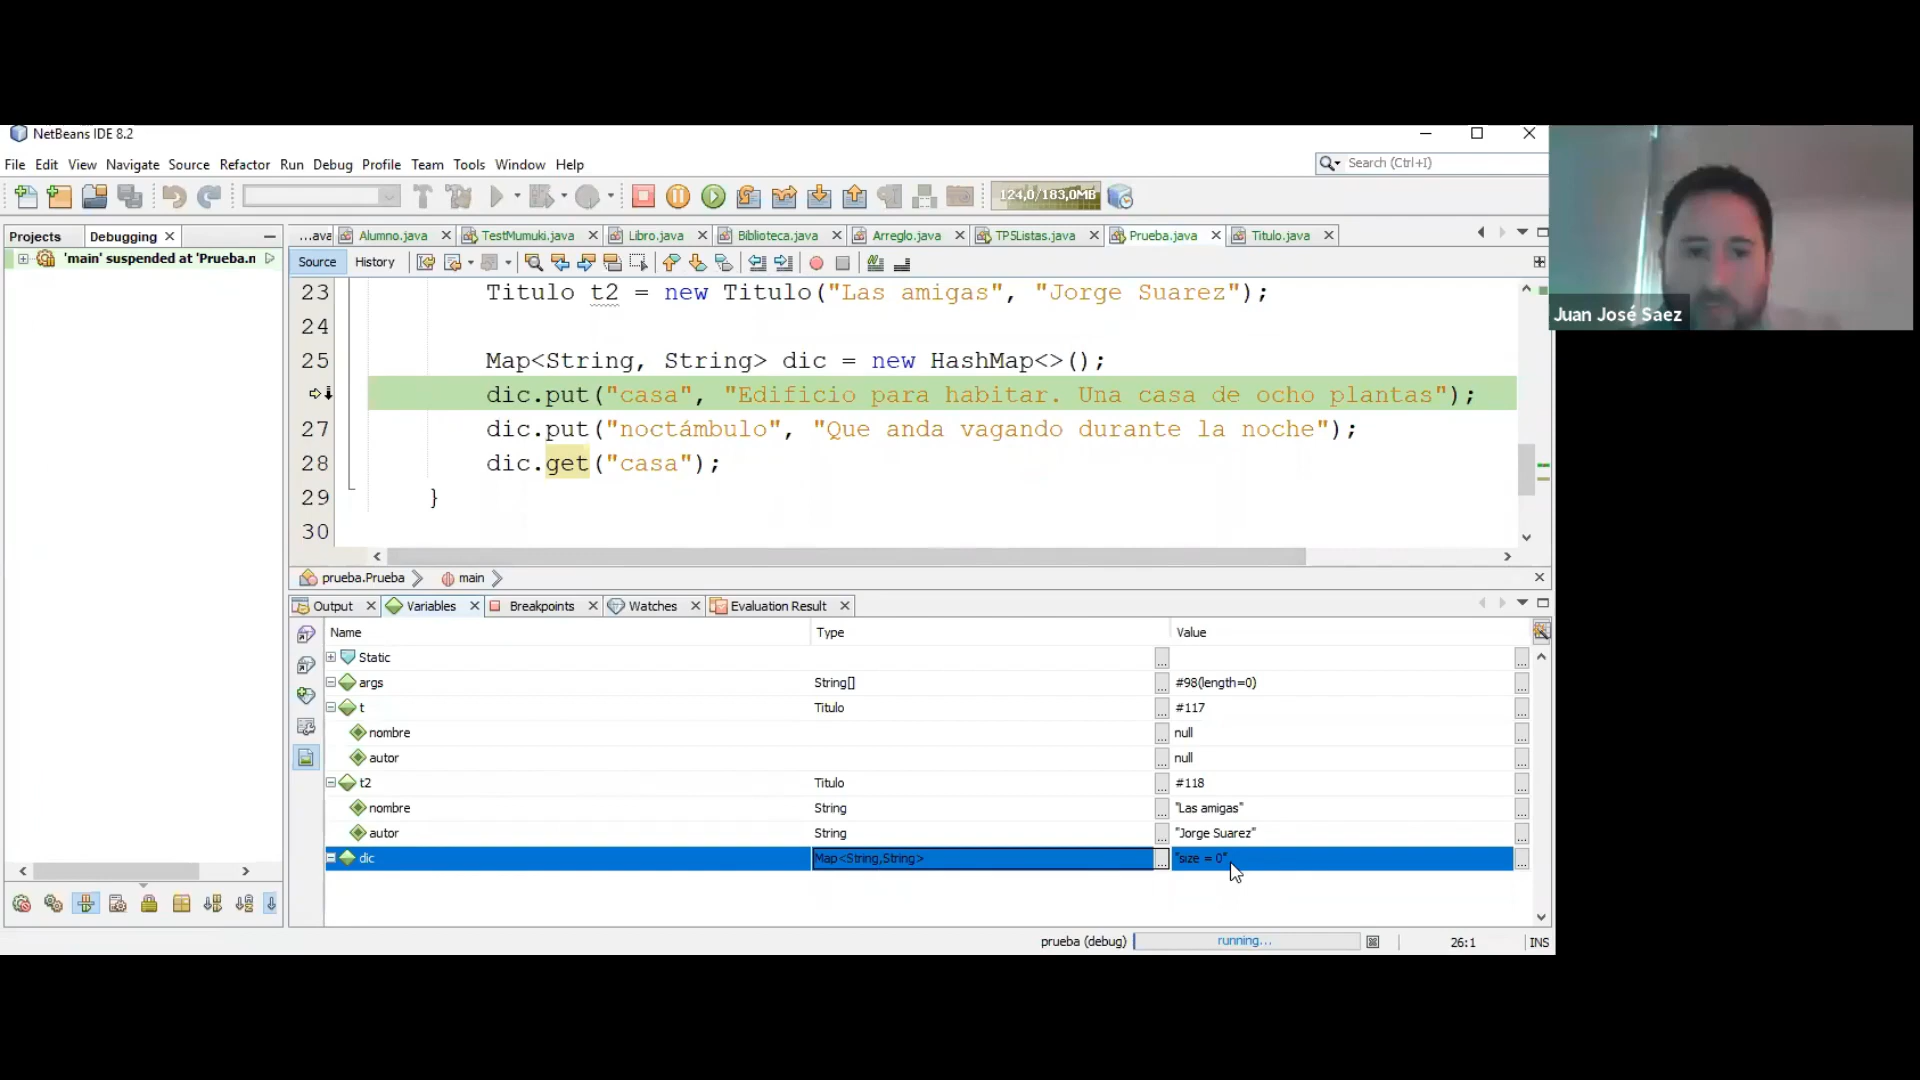 NetBeans IDE 8.2
File Edit View Navigate Source Refactor Run Debug Profile Team Tools Window Help
Search (Ctrl+I)
124,0/183,0MB
Projects Debugging
...ava Alumno.java TestMumuki.java Libro.java Biblioteca.java Arreglo.java TPSListas.java Prueba.java Titulo.java
'main' suspended at 'Prueba.n
Source History
23 Titulo t2 = new Titulo("Las amigas", "Jorge Suarez");
24
25 Map<String, String> dic = new HashMap<>();
dic.put("casa", "Edificio para habitar. Una casa de ocho plantas");
27 dic.put("noctámbulo", "Que anda vagando durante la noche");
28 dic.get("casa");
29 }
30
Juan José Saez
prueba.Prueba main
Output Variables Breakpoints Watches Evaluation Result
Name Type Value
Static
args String[] #98(length=0)
t Titulo #117
nombre null
autor null
t2 Titulo #118
nombre String "Las amigas"
autor String "Jorge Suarez"
dic Map<String,String> "size = 0"
prueba (debug) running... 26:1 INS